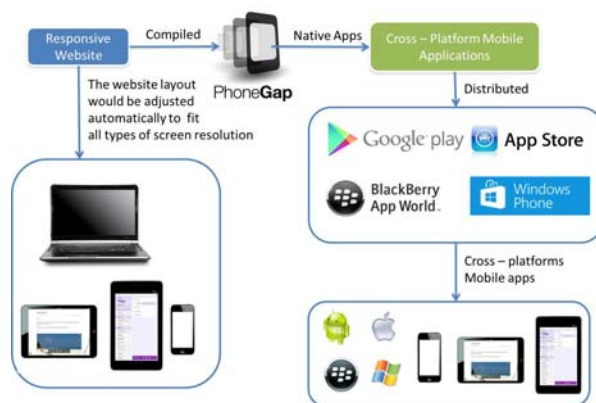 Responsive
Website
Compiled
PhoneGap
Native Apps
Cross – Platform Mobile
Applications
The website layout
would be adjusted
automatically to fit
all types of screen resolution
Distributed
Google play
App Store
BlackBerry
App World™
Windows
Phone
Cross – platforms
Mobile apps